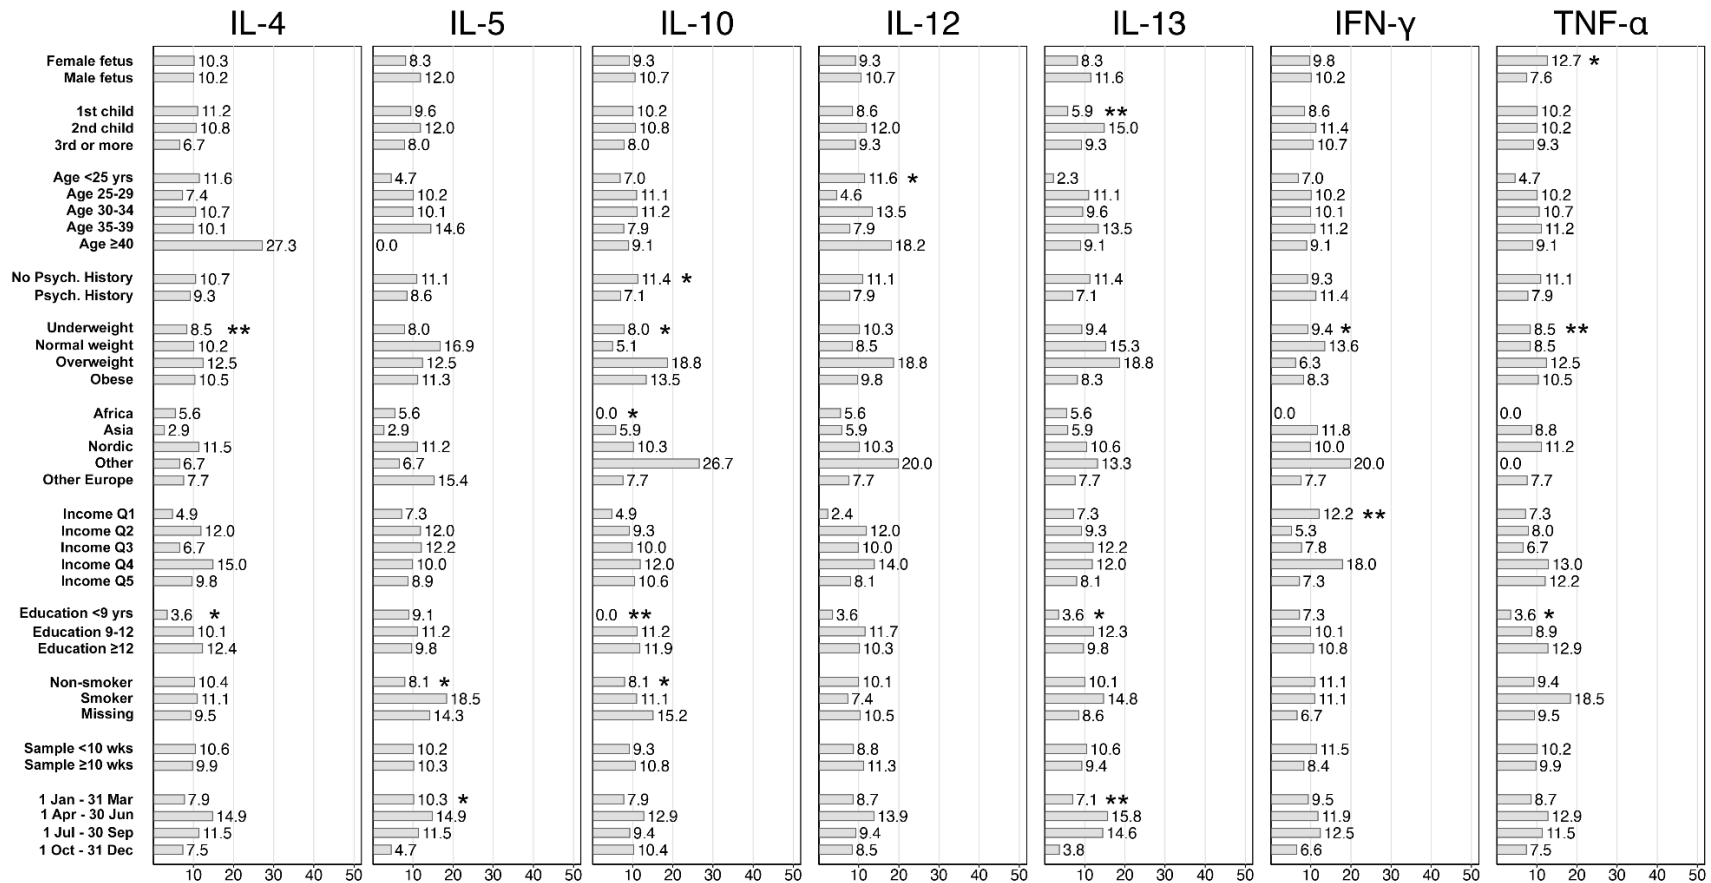 IL-4 IL-5 IL-10 IL-12 IL-13 IFN-γ TNF-α
Female fetus 10.3 8.3 9.3 9.3 8.3 9.8 12.7 *
Male fetus 10.2 12.0 10.7 10.7 11.6 10.2 7.6
1st child 11.2 9.6 10.2 8.6 5.9 ** 8.6 10.2
2nd child 10.8 12.0 10.8 12.0 15.0 11.4 10.2
3rd or more 6.7 8.0 8.0 9.3 9.3 10.7 9.3
Age <25 yrs 11.6 4.7 7.0 11.6 * 2.3 7.0 4.7
Age 25-29 7.4 10.2 11.1 4.6 11.1 10.2 10.2
Age 30-34 10.7 10.1 11.2 13.5 9.6 10.1 10.7
Age 35-39 10.1 14.6 7.9 7.9 13.5 11.2 11.2
Age ≥40 27.3 0.0 9.1 18.2 9.1 9.1 9.1
No Psych. History 10.7 11.1 11.4 * 11.1 11.4 9.3 11.1
Psych. History 9.3 8.6 7.1 7.9 7.1 11.4 7.9
Underweight 8.5 ** 8.0 8.0 * 10.3 9.4 9.4 * 8.5 **
Normal weight 10.2 16.9 5.1 8.5 15.3 13.6 8.5
Overweight 12.5 12.5 18.8 18.8 18.8 6.3 12.5
Obese 10.5 11.3 13.5 9.8 8.3 8.3 10.5
Africa 5.6 5.6 0.0 * 5.6 5.6 0.0 0.0
Asia 2.9 2.9 5.9 5.9 5.9 11.8 8.8
Nordic 11.5 11.2 10.3 10.3 10.6 10.0 11.2
Other 6.7 6.7 26.7 20.0 13.3 20.0 0.0
Other Europe 7.7 15.4 7.7 7.7 7.7 7.7 7.7
Income Q1 4.9 7.3 4.9 2.4 7.3 12.2 ** 7.3
Income Q2 12.0 12.0 9.3 12.0 9.3 5.3 8.0
Income Q3 6.7 12.2 10.0 10.0 12.2 7.8 6.7
Income Q4 15.0 10.0 12.0 14.0 12.0 18.0 13.0
Income Q5 9.8 8.9 10.6 8.1 8.1 7.3 12.2
Education <9 yrs 3.6 * 9.1 0.0 ** 3.6 3.6 * 7.3 3.6 *
Education 9-12 10.1 11.2 11.2 11.7 12.3 10.1 8.9
Education ≥12 12.4 9.8 11.9 10.3 9.8 10.8 12.9
Non-smoker 10.4 8.1 * 8.1 * 10.1 10.1 11.1 9.4
Smoker 11.1 18.5 11.1 7.4 14.8 11.1 18.5
Missing 9.5 14.3 15.2 10.5 8.6 6.7 9.5
Sample <10 wks 10.6 10.2 9.3 8.8 10.6 11.5 10.2
Sample ≥10 wks 9.9 10.3 10.8 11.3 9.4 8.4 9.9
1 Jan - 31 Mar 7.9 10.3 * 7.9 8.7 7.1 ** 9.5 8.7
1 Apr - 30 Jun 14.9 14.9 12.9 13.9 15.8 11.9 12.9
1 Jul - 30 Sep 11.5 11.5 9.4 9.4 14.6 12.5 11.5
1 Oct - 31 Dec 7.5 4.7 10.4 8.5 3.8 6.6 7.5
10 20 30 40 50 10 20 30 40 50 10 20 30 40 50 10 20 30 40 50 10 20 30 40 50 10 20 30 40 50 10 20 30 40 50